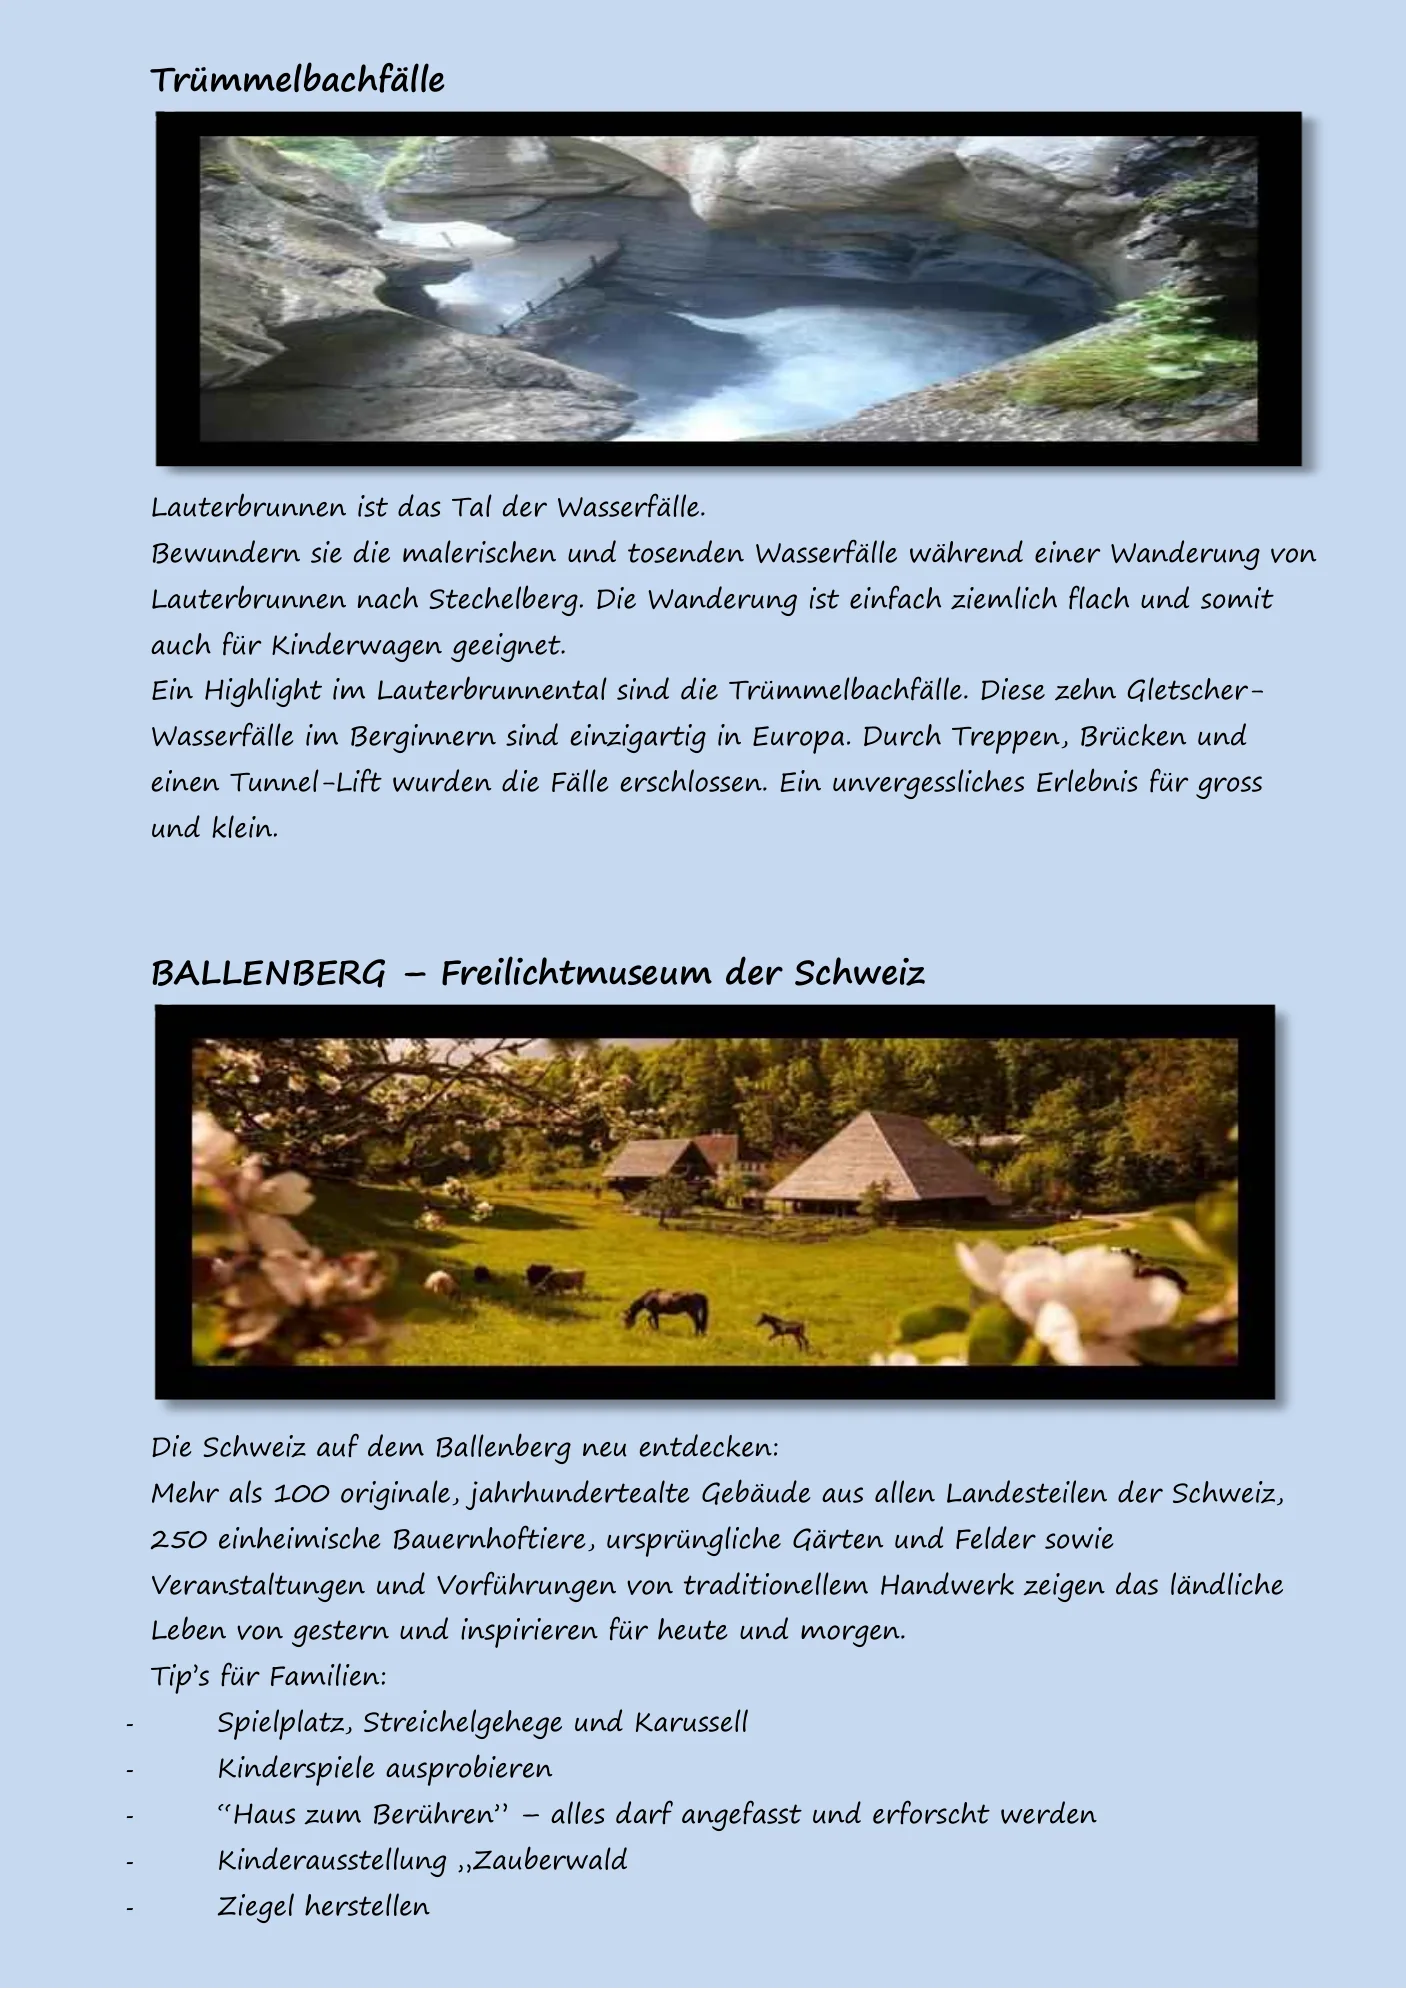 Trümmelbachfälle
Lauterbrunnen ist das Tal der Wasserfälle.
Bewundern sie die malerischen und tosenden Wasserfälle während einer Wanderung von
Lauterbrunnen nach Stechelberg. Die Wanderung ist einfach ziemlich flach und somit
auch für Kinderwagen geeignet.
Ein Highlight im Lauterbrunnental sind die Trümmelbachfälle. Diese zehn Gletscher-
Wasserfälle im Berginnern sind einzigartig in Europa. Durch Treppen, Brücken und
einen Tunnel-Lift wurden die Fälle erschlossen. Ein unvergessliches Erlebnis für gross
und klein.
BALLENBERG – Freilichtmuseum der Schweiz
Die Schweiz auf dem Ballenberg neu entdecken:
Mehr als 100 originale, jahrhundertealte Gebäude aus allen Landesteilen der Schweiz,
250 einheimische Bauernhoftiere, ursprüngliche Gärten und Felder sowie
Veranstaltungen und Vorführungen von traditionellem Handwerk zeigen das ländliche
Leben von gestern und inspirieren für heute und morgen.
Tip’s für Familien:
- Spielplatz, Streichelgehege und Karussell
- Kinderspiele ausprobieren
- “Haus zum Berühren” – alles darf angefasst und erforscht werden
- Kinderausstellung „Zauberwald
- Ziegel herstellen